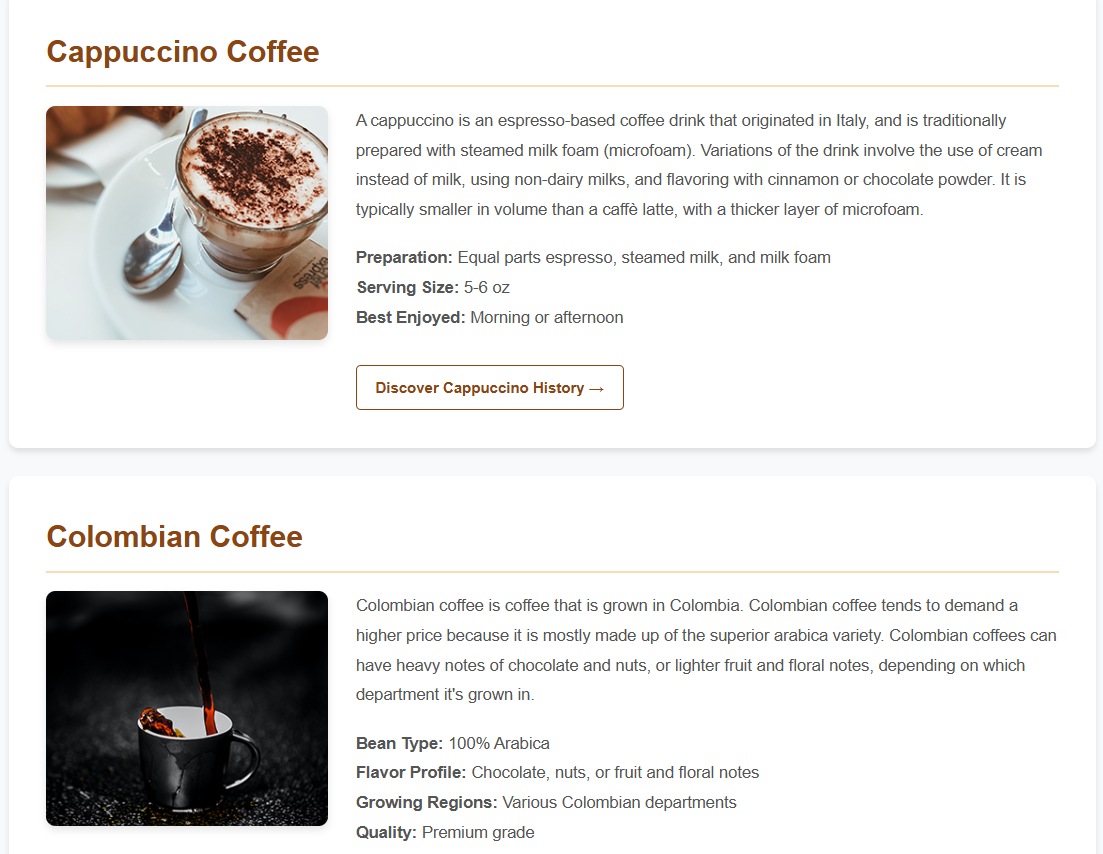 Cappuccino Coffee
A cappuccino is an espresso-based coffee drink that originated in Italy, and is traditionally
prepared with steamed milk foam (microfoam). Variations of the drink involve the use of cream
instead of milk, using non-dairy milks, and flavoring with cinnamon or chocolate powder. It is
typically smaller in volume than a caffè latte, with a thicker layer of microfoam.
Preparation: Equal parts espresso, steamed milk, and milk foam
Serving Size: 5-6 oz
Best Enjoyed: Morning or afternoon
Discover Cappuccino History →
Colombian Coffee
Colombian coffee is coffee that is grown in Colombia. Colombian coffee tends to demand a
higher price because it is mostly made up of the superior arabica variety. Colombian coffees can
have heavy notes of chocolate and nuts, or lighter fruit and floral notes, depending on which
department it's grown in.
Bean Type: 100% Arabica
Flavor Profile: Chocolate, nuts, or fruit and floral notes
Growing Regions: Various Colombian departments
Quality: Premium grade